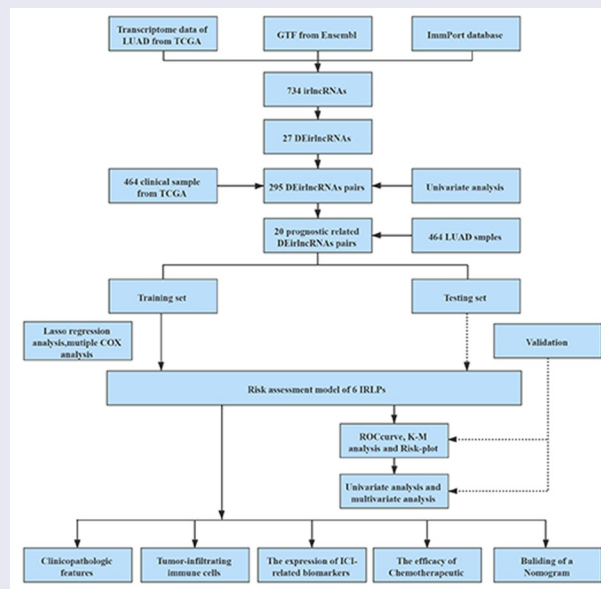 Transcriptome data of
LUAD from TCGA
GTF from Ensembl
ImmPort database
734 irlncRNAs
27 DEirlncRNAs
464 clinical sample
from TCGA
295 DEirlncRNAs pairs
Univariate analysis
20 prognostic related
DEirlncRNAs pairs
464 LUAD smples
Training set
Testing set
Lasso regression
analysis,mutiple COX
analysis
Validation
Risk assessment model of 6 IRLPs
ROCcurve, K-M
analysis and Risk-plot
Univariate analysis and
multivariate analysis
Clinicopathologic
features
Tumor-infiltrating
immune cells
The expression of ICI-
related biomarkers
The efficacy of
Chemotherapeutic
Buliding of a
Nomogram